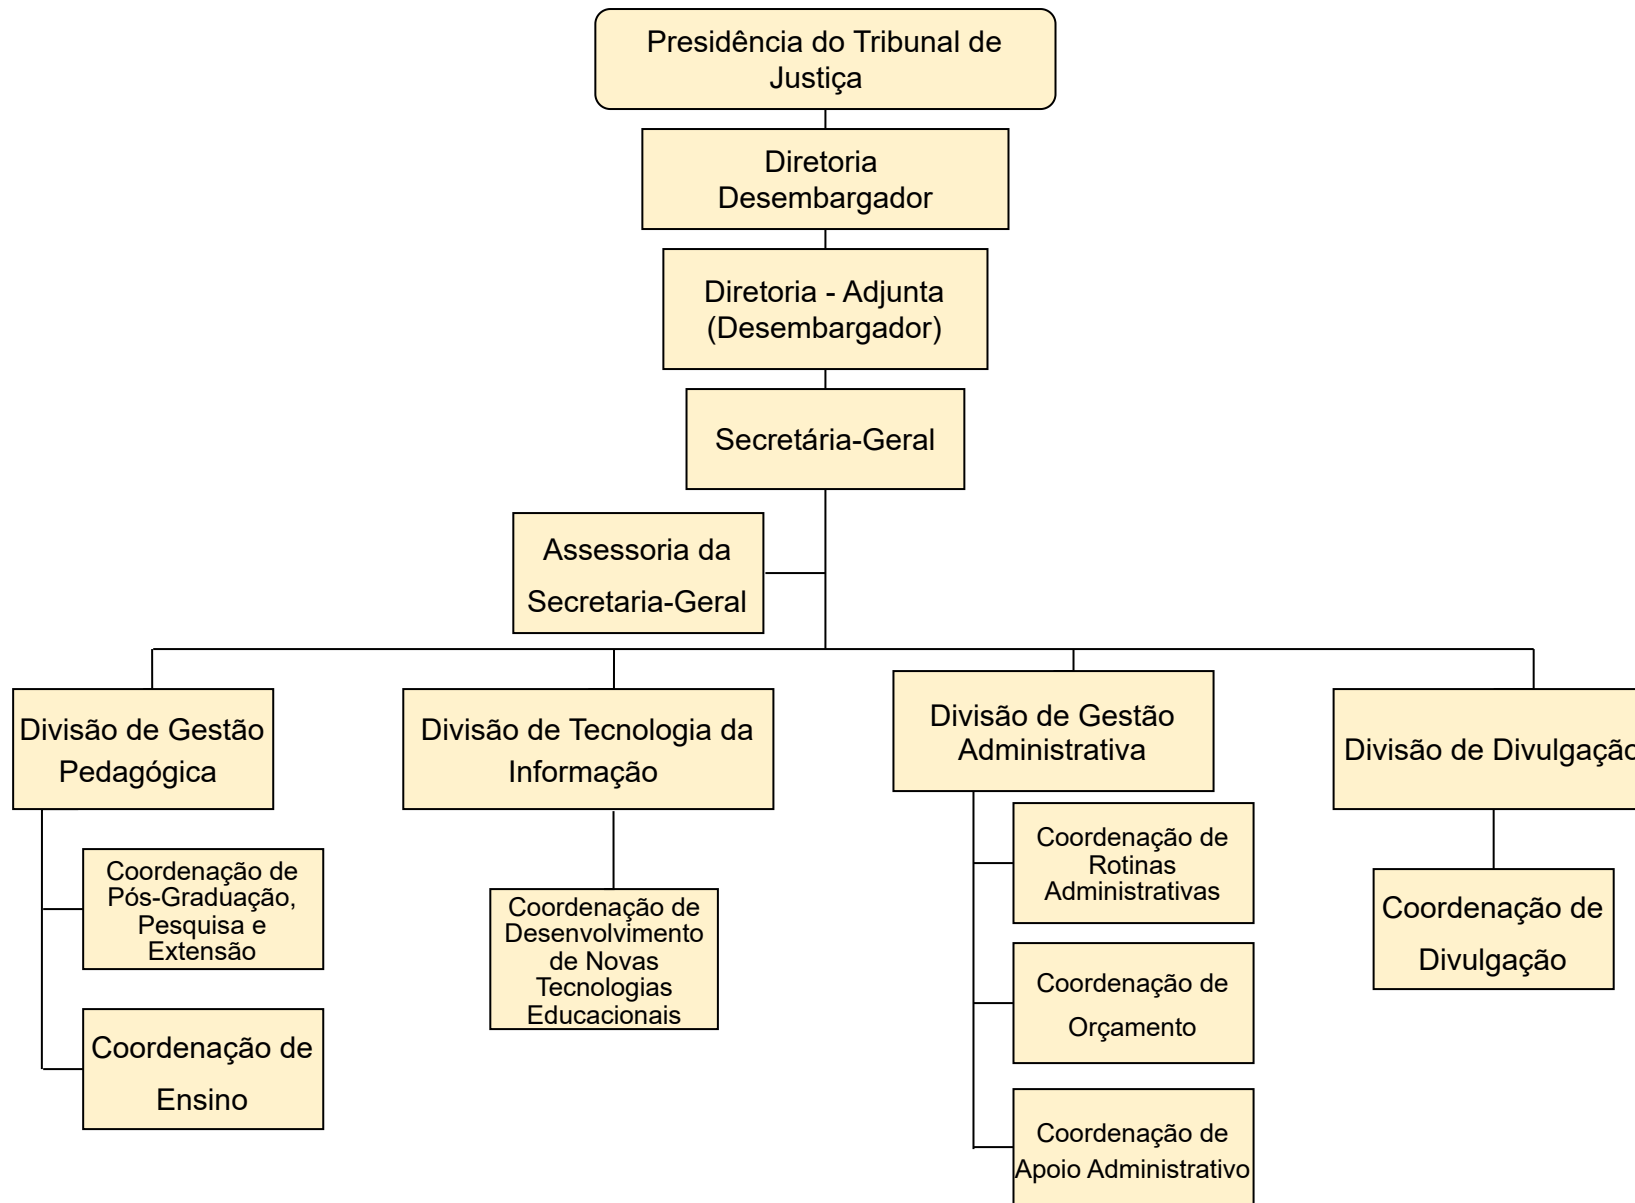 Presidência do Tribunal de
Justiça
Diretoria
Desembargador
Diretoria - Adjunta
(Desembargador)
Secretária-Geral
Assessoria da
Secretaria-Geral
Divisão de Gestão
Pedagógica
Divisão de Tecnologia da
Informação
Divisão de Gestão
Administrativa
Divisão de Divulgação
Coordenação de
Pós-Graduação,
Pesquisa e
Extensão
Coordenação de
Ensino
Coordenação de
Desenvolvimento
de Novas
Tecnologias
Educacionais
Coordenação de
Rotinas
Administrativas
Coordenação de
Orçamento
Coordenação de
Apoio Administrativo
Coordenação de
Divulgação